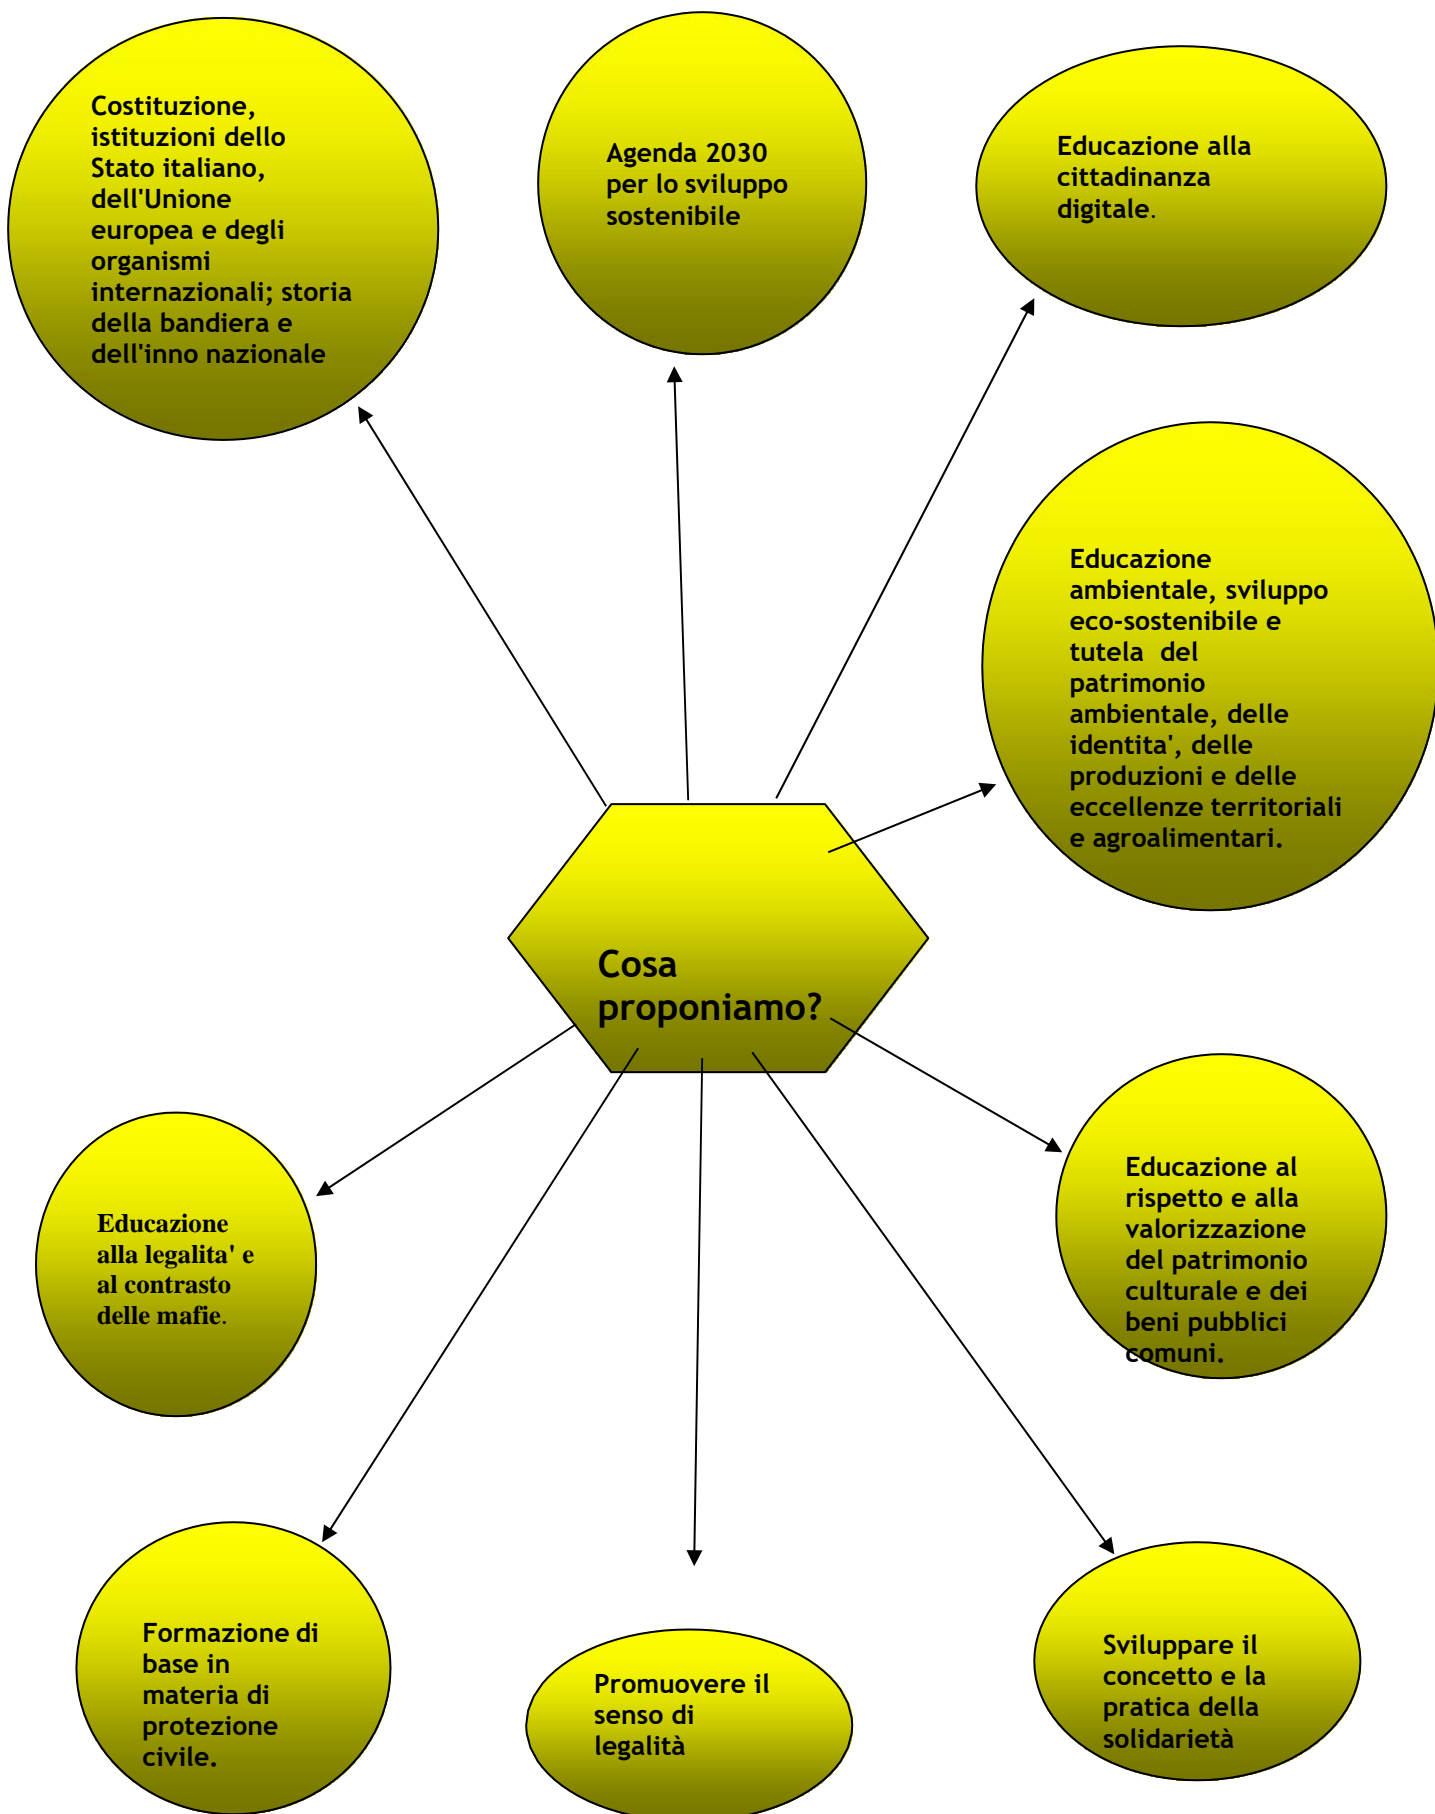 Costituzione,
istituzioni dello
Stato italiano,
dell'Unione
europea e degli
organismi
internazionali; storia
della bandiera e
dell'inno nazionale
Agenda 2030
per lo sviluppo
sostenibile
Educazione alla
cittadinanza
digitale.
Educazione
ambientale, sviluppo
eco-sostenibile e
tutela  del
patrimonio
ambientale, delle
identita', delle
produzioni e delle
eccellenze territoriali
e agroalimentari.
Cosa
proponiamo?
Educazione
alla legalita' e
al contrasto
delle mafie.
Educazione al
rispetto e alla
valorizzazione
del patrimonio
culturale e dei
beni pubblici
comuni.
Formazione di
base in
materia di
protezione
civile.
Promuovere il
senso di
legalità
Sviluppare il
concetto e la
pratica della
solidarietà